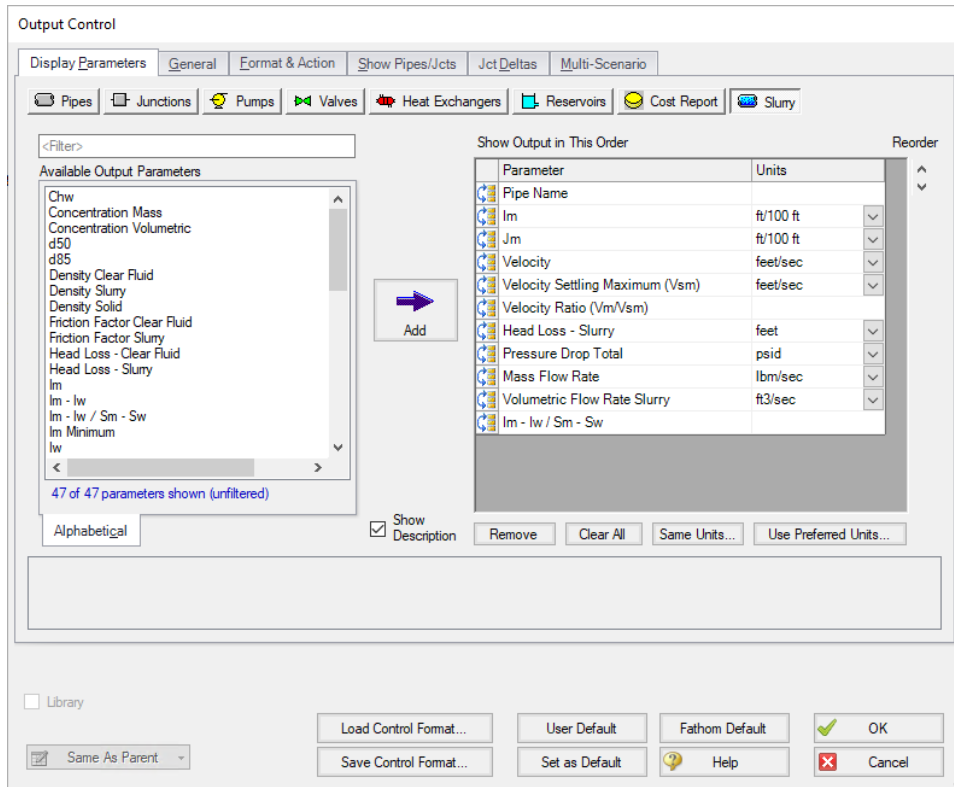 Output Control
Display Parameters General Format & Action Show Pipes/Jcts Jct Deltas Multi-Scenario
Pipes Junctions Pumps Valves Heat Exchangers Reservoirs Cost Report Slurry
<Filter>
Available Output Parameters
Chw
Concentration Mass
Concentration Volumetric
d50
d85
Density Clear Fluid
Density Slurry
Density Solid
Friction Factor Clear Fluid
Friction Factor Slurry
Head Loss - Clear Fluid
Head Loss - Slurry
Im
Im - Iw
Im - Iw / Sm - Sw
Im Minimum
Iw
47 of 47 parameters shown (unfiltered)
Alphabetical
Add
Show
Description
Show Output in This Order Reorder
Parameter Units
Pipe Name
Im ft/100 ft
Jm ft/100 ft
Velocity feet/sec
Velocity Settling Maximum (Vsm) feet/sec
Velocity Ratio (Vm/Vsm)
Head Loss - Slurry feet
Pressure Drop Total psid
Mass Flow Rate lbm/sec
Volumetric Flow Rate Slurry ft3/sec
Im - Iw / Sm - Sw
Remove Clear All Same Units... Use Preferred Units...
Library
Same As Parent
Load Control Format... User Default Fathom Default OK
Save Control Format... Set as Default Help Cancel